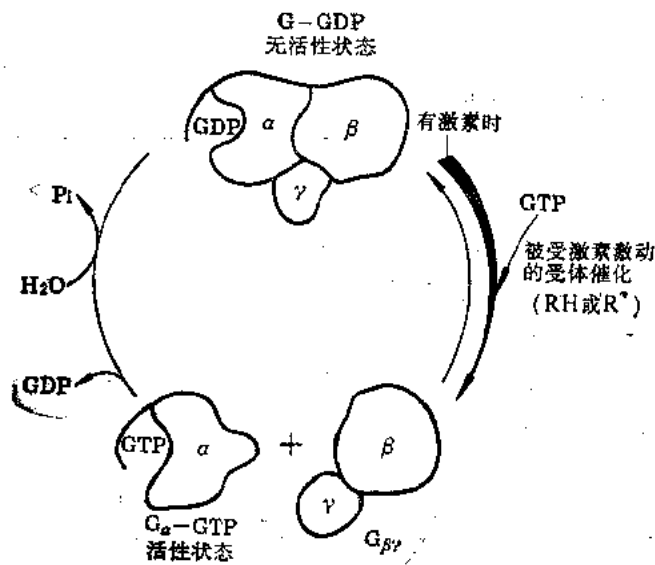 G-GDP
无活性状态
GDP
α
β
γ
有激素时
GTP
被受激素激动
的受体催化
(RH或R*)
Pi
H₂O
GDP
GTP
α
+
β
γ
Gα-GTP
活性状态
Gβγ